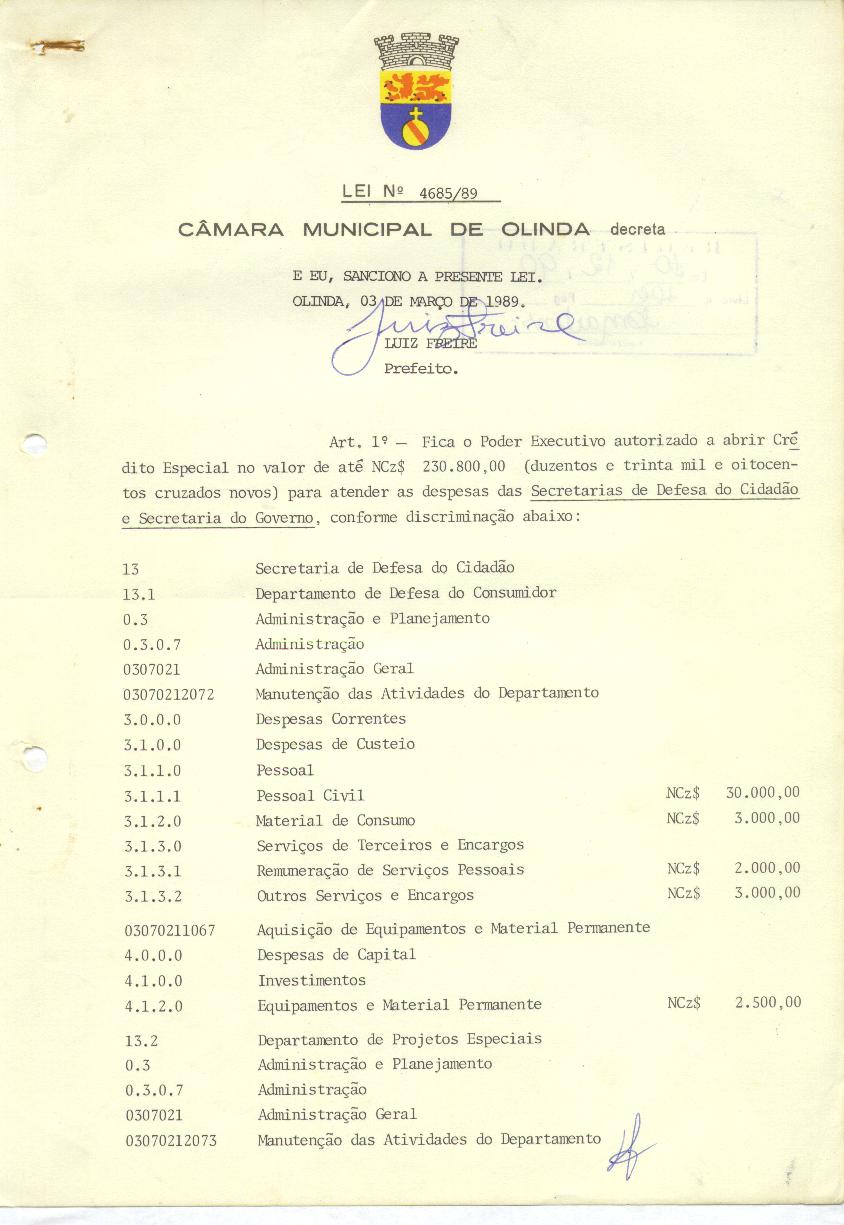 LEI Nº 4685/89
CÂMARA MUNICIPAL DE OLINDA decreta
E EU, SANCIONO A PRESENTE LEI.
OLINDA, 03 DE MARÇO DE 1989.
Luiz Freire
LUIZ FREIRE
Prefeito.
Art. 1º — Fica o Poder Executivo autorizado a abrir Cré
dito Especial no valor de até NCz$ 230.800,00 (duzentos e trinta mil e oitocen-
tos cruzados novos) para atender as despesas das Secretarias de Defesa do Cidadão
e Secretaria do Governo, conforme discriminação abaixo:
13 Secretaria de Defesa do Cidadão
13.1 Departamento de Defesa do Consumidor
0.3 Administração e Planejamento
0.3.0.7 Administração
0307021 Administração Geral
03070212072 Manutenção das Atividades do Departamento
3.0.0.0 Despesas Correntes
3.1.0.0 Despesas de Custeio
3.1.1.0 Pessoal
3.1.1.1 Pessoal Civil NCz$ 30.000,00
3.1.2.0 Material de Consumo NCz$ 3.000,00
3.1.3.0 Serviços de Terceiros e Encargos
3.1.3.1 Remuneração de Serviços Pessoais NCz$ 2.000,00
3.1.3.2 Outros Serviços e Encargos NCz$ 3.000,00
03070211067 Aquisição de Equipamentos e Material Permanente
4.0.0.0 Despesas de Capital
4.1.0.0 Investimentos
4.1.2.0 Equipamentos e Material Permanente NCz$ 2.500,00
13.2 Departamento de Projetos Especiais
0.3 Administração e Planejamento
0.3.0.7 Administração
0307021 Administração Geral
03070212073 Manutenção das Atividades do Departamento